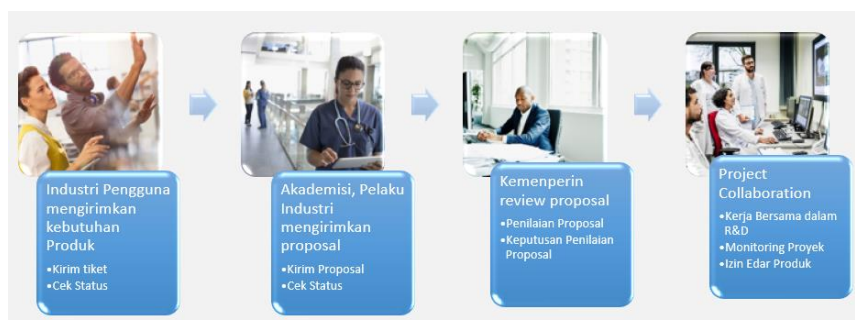 Industri Pengguna
mengirimkan
kebutuhan
Produk
•Kirim tiket
•Cek Status
Akademisi, Pelaku
Industri
mengirimkan
proposal
•Kirim Proposal
•Cek Status
Kemenperin
review proposal
•Penilaian Proposal
•Keputusan Penilaian
Proposal
Project
Collaboration
•Kerja Bersama dalam
R&D
•Monitoring Proyek
•Izin Edar Produk